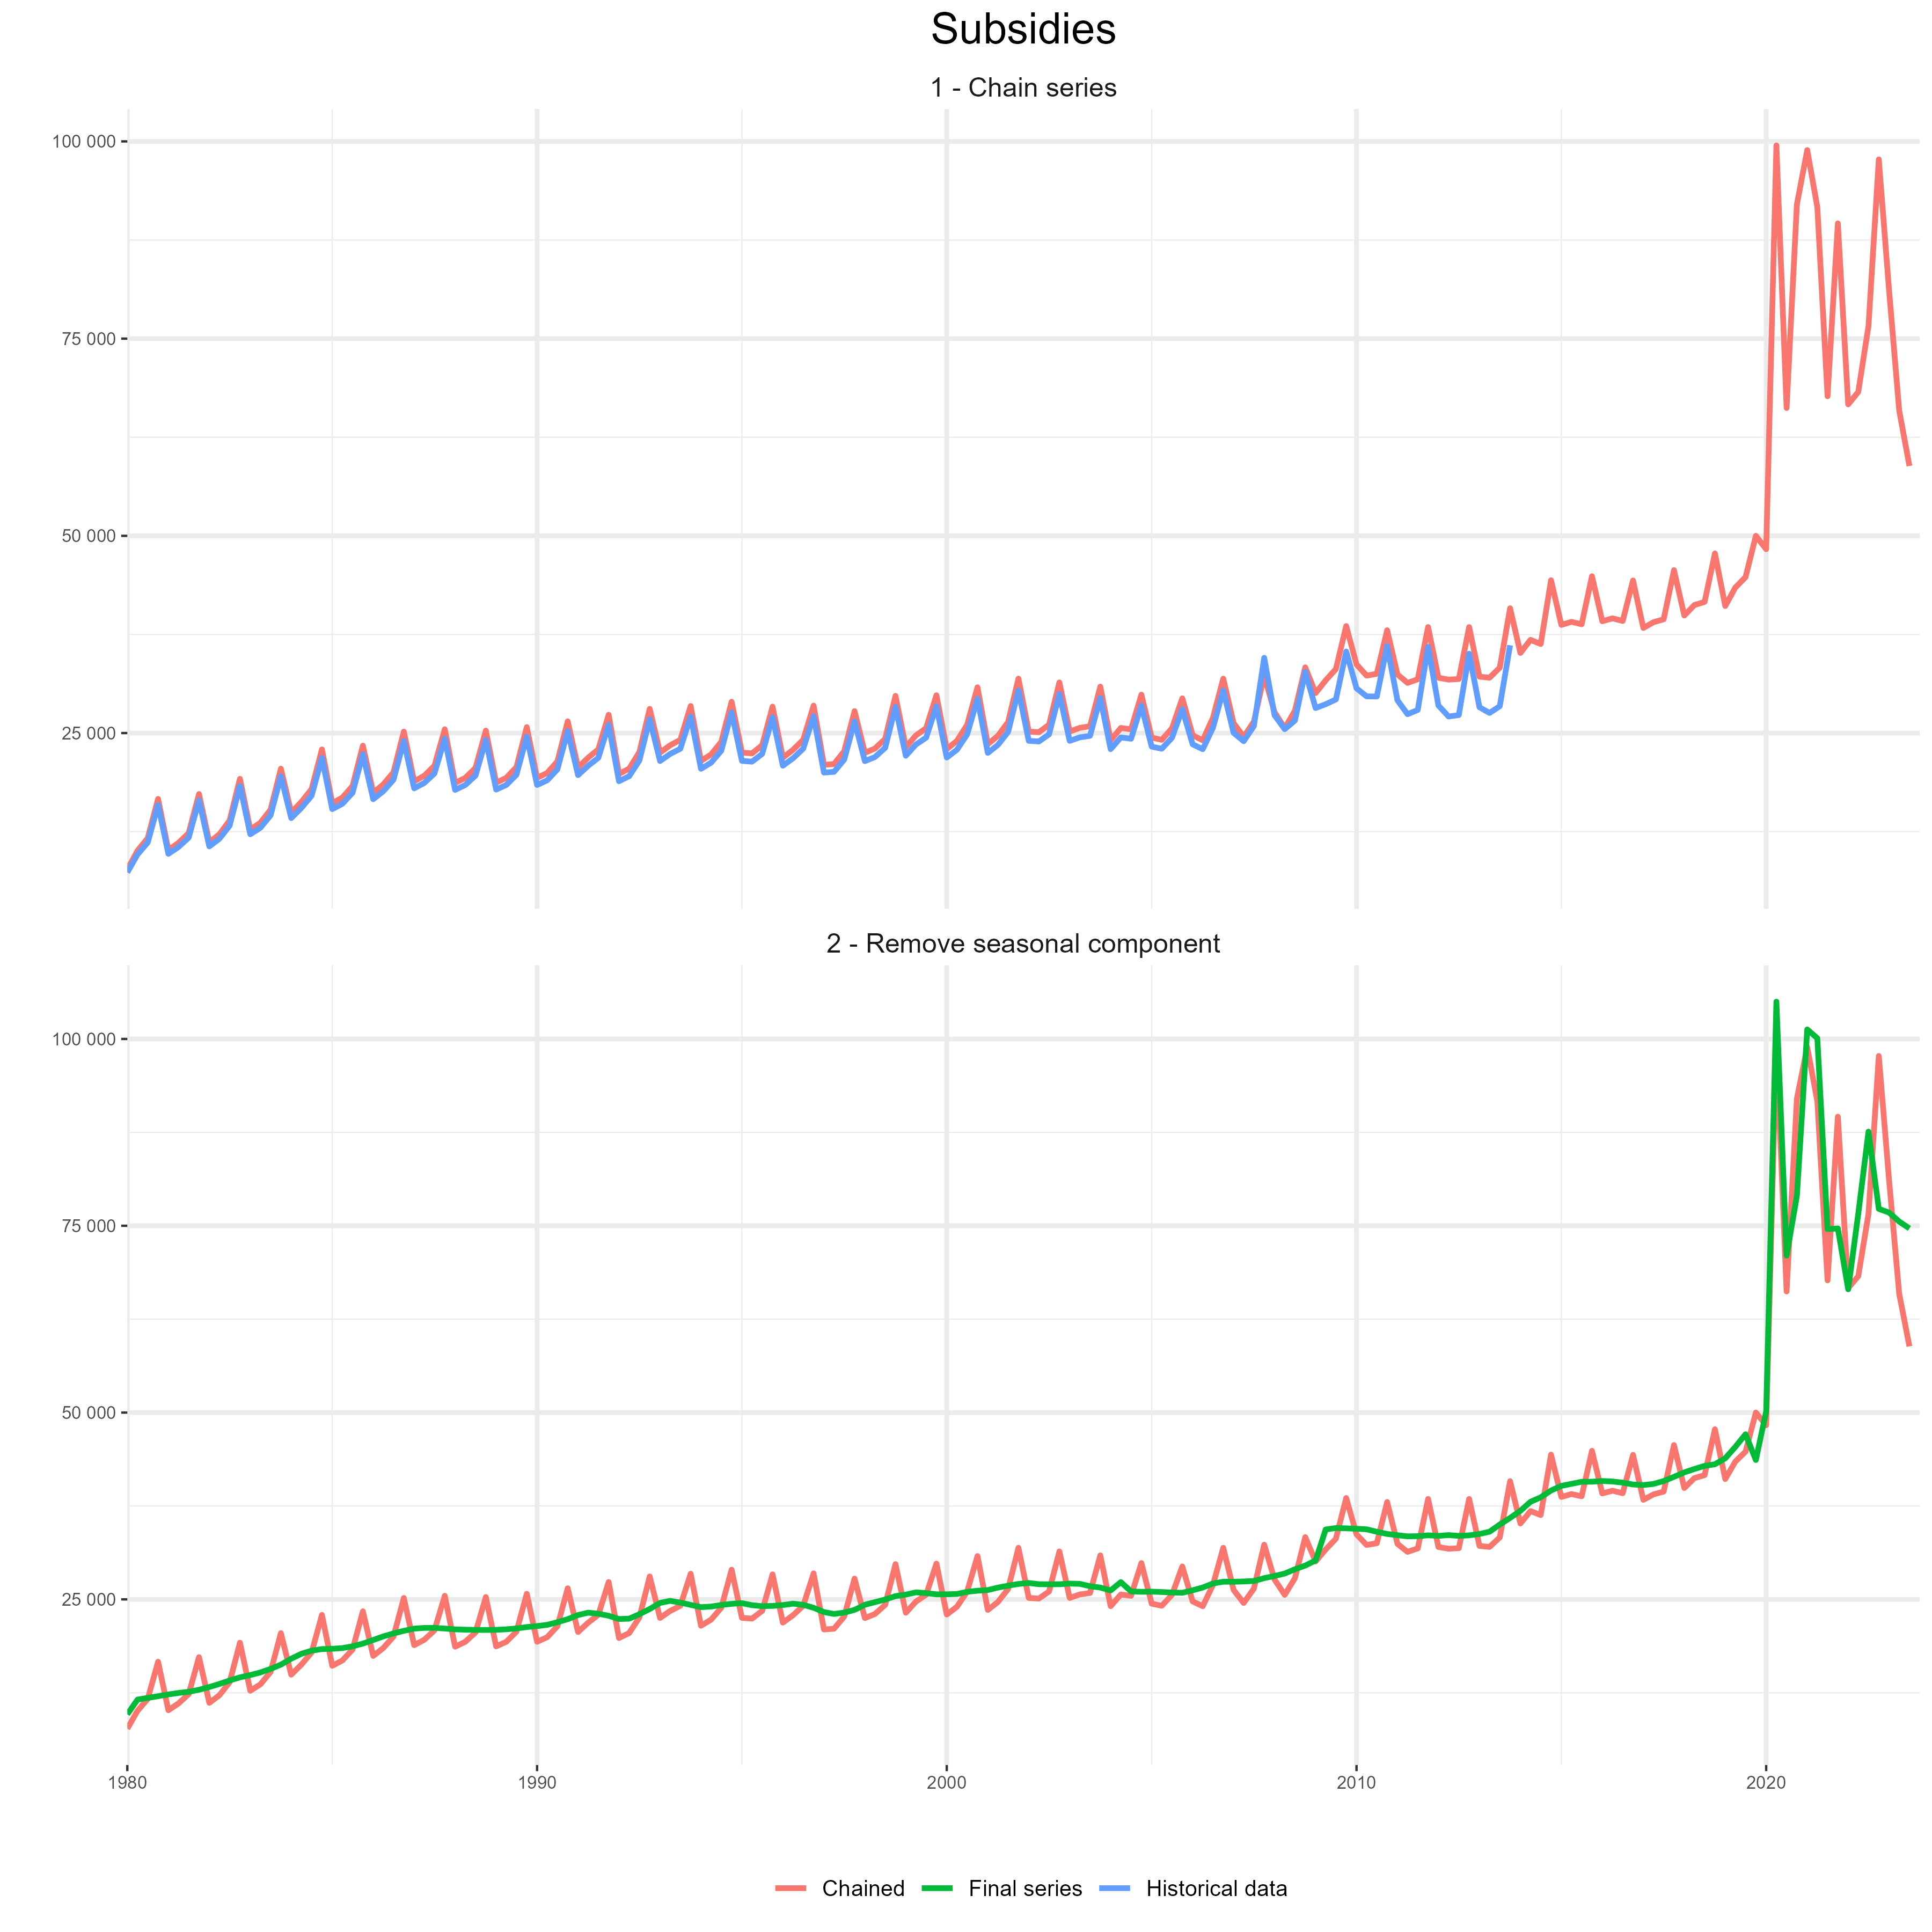 Subsidies
1 - Chain series
100 000
75 000
50 000
25 000
2 - Remove seasonal component
100 000
75 000
50 000
25 000
1980 1990 2000 2010 2020
Chained Final series Historical data